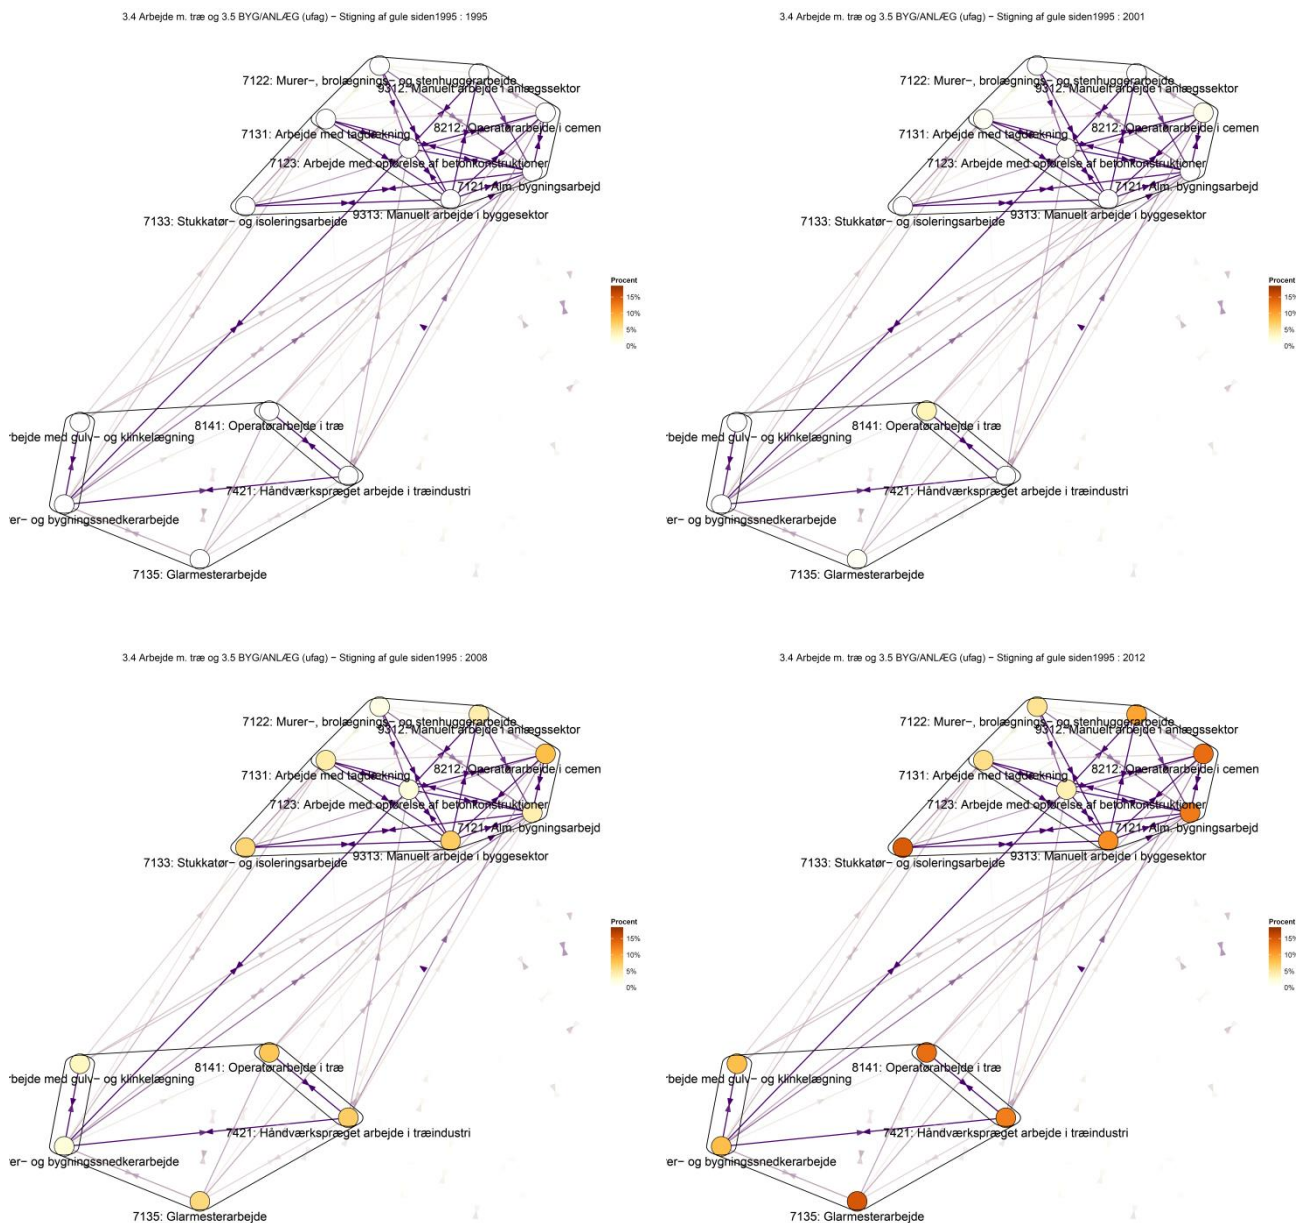 3.4 Arbejde m. træ og 3.5 BYG/ANLÆG (ufag) − Stigning af gule siden1995 : 1995
7122: Murer−, brolægnings− og stenhuggerarbejde
9312: Manuelt arbejde i anlægssektor
7131: Arbejde med tagdækning
8212: Operatørarbejde i cemen
7123: Arbejde med opførelse af betonkonstruktioner
7121: Alm. bygningsarbejd
7133: Stukkatør− og isoleringsarbejde
9313: Manuelt arbejde i byggesektor
Procent
15%
10%
5%
0%
8141: Operatørarbejde i træ
rbejde med gulv− og klinkelægning
7421: Håndværkspræget arbejde i træindustri
er− og bygningssnedkerarbejde
7135: Glarmesterarbejde
3.4 Arbejde m. træ og 3.5 BYG/ANLÆG (ufag) − Stigning af gule siden1995 : 2001
7122: Murer−, brolægnings− og stenhuggerarbejde
9312: Manuelt arbejde i anlægssektor
7131: Arbejde med tagdækning
8212: Operatørarbejde i cemen
7123: Arbejde med opførelse af betonkonstruktioner
7121: Alm. bygningsarbejd
7133: Stukkatør− og isoleringsarbejde
9313: Manuelt arbejde i byggesektor
Procent
15%
10%
5%
0%
8141: Operatørarbejde i træ
rbejde med gulv− og klinkelægning
7421: Håndværkspræget arbejde i træindustri
er− og bygningssnedkerarbejde
7135: Glarmesterarbejde
3.4 Arbejde m. træ og 3.5 BYG/ANLÆG (ufag) − Stigning af gule siden1995 : 2008
7122: Murer−, brolægnings− og stenhuggerarbejde
9312: Manuelt arbejde i anlægssektor
7131: Arbejde med tagdækning
8212: Operatørarbejde i cemen
7123: Arbejde med opførelse af betonkonstruktioner
7121: Alm. bygningsarbejd
7133: Stukkatør− og isoleringsarbejde
9313: Manuelt arbejde i byggesektor
Procent
15%
10%
5%
0%
8141: Operatørarbejde i træ
rbejde med gulv− og klinkelægning
7421: Håndværkspræget arbejde i træindustri
er− og bygningssnedkerarbejde
7135: Glarmesterarbejde
3.4 Arbejde m. træ og 3.5 BYG/ANLÆG (ufag) − Stigning af gule siden1995 : 2012
7122: Murer−, brolægnings− og stenhuggerarbejde
9312: Manuelt arbejde i anlægssektor
7131: Arbejde med tagdækning
8212: Operatørarbejde i cemen
7123: Arbejde med opførelse af betonkonstruktioner
7121: Alm. bygningsarbejd
7133: Stukkatør− og isoleringsarbejde
9313: Manuelt arbejde i byggesektor
Procent
15%
10%
5%
0%
8141: Operatørarbejde i træ
rbejde med gulv− og klinkelægning
7421: Håndværkspræget arbejde i træindustri
er− og bygningssnedkerarbejde
7135: Glarmesterarbejde